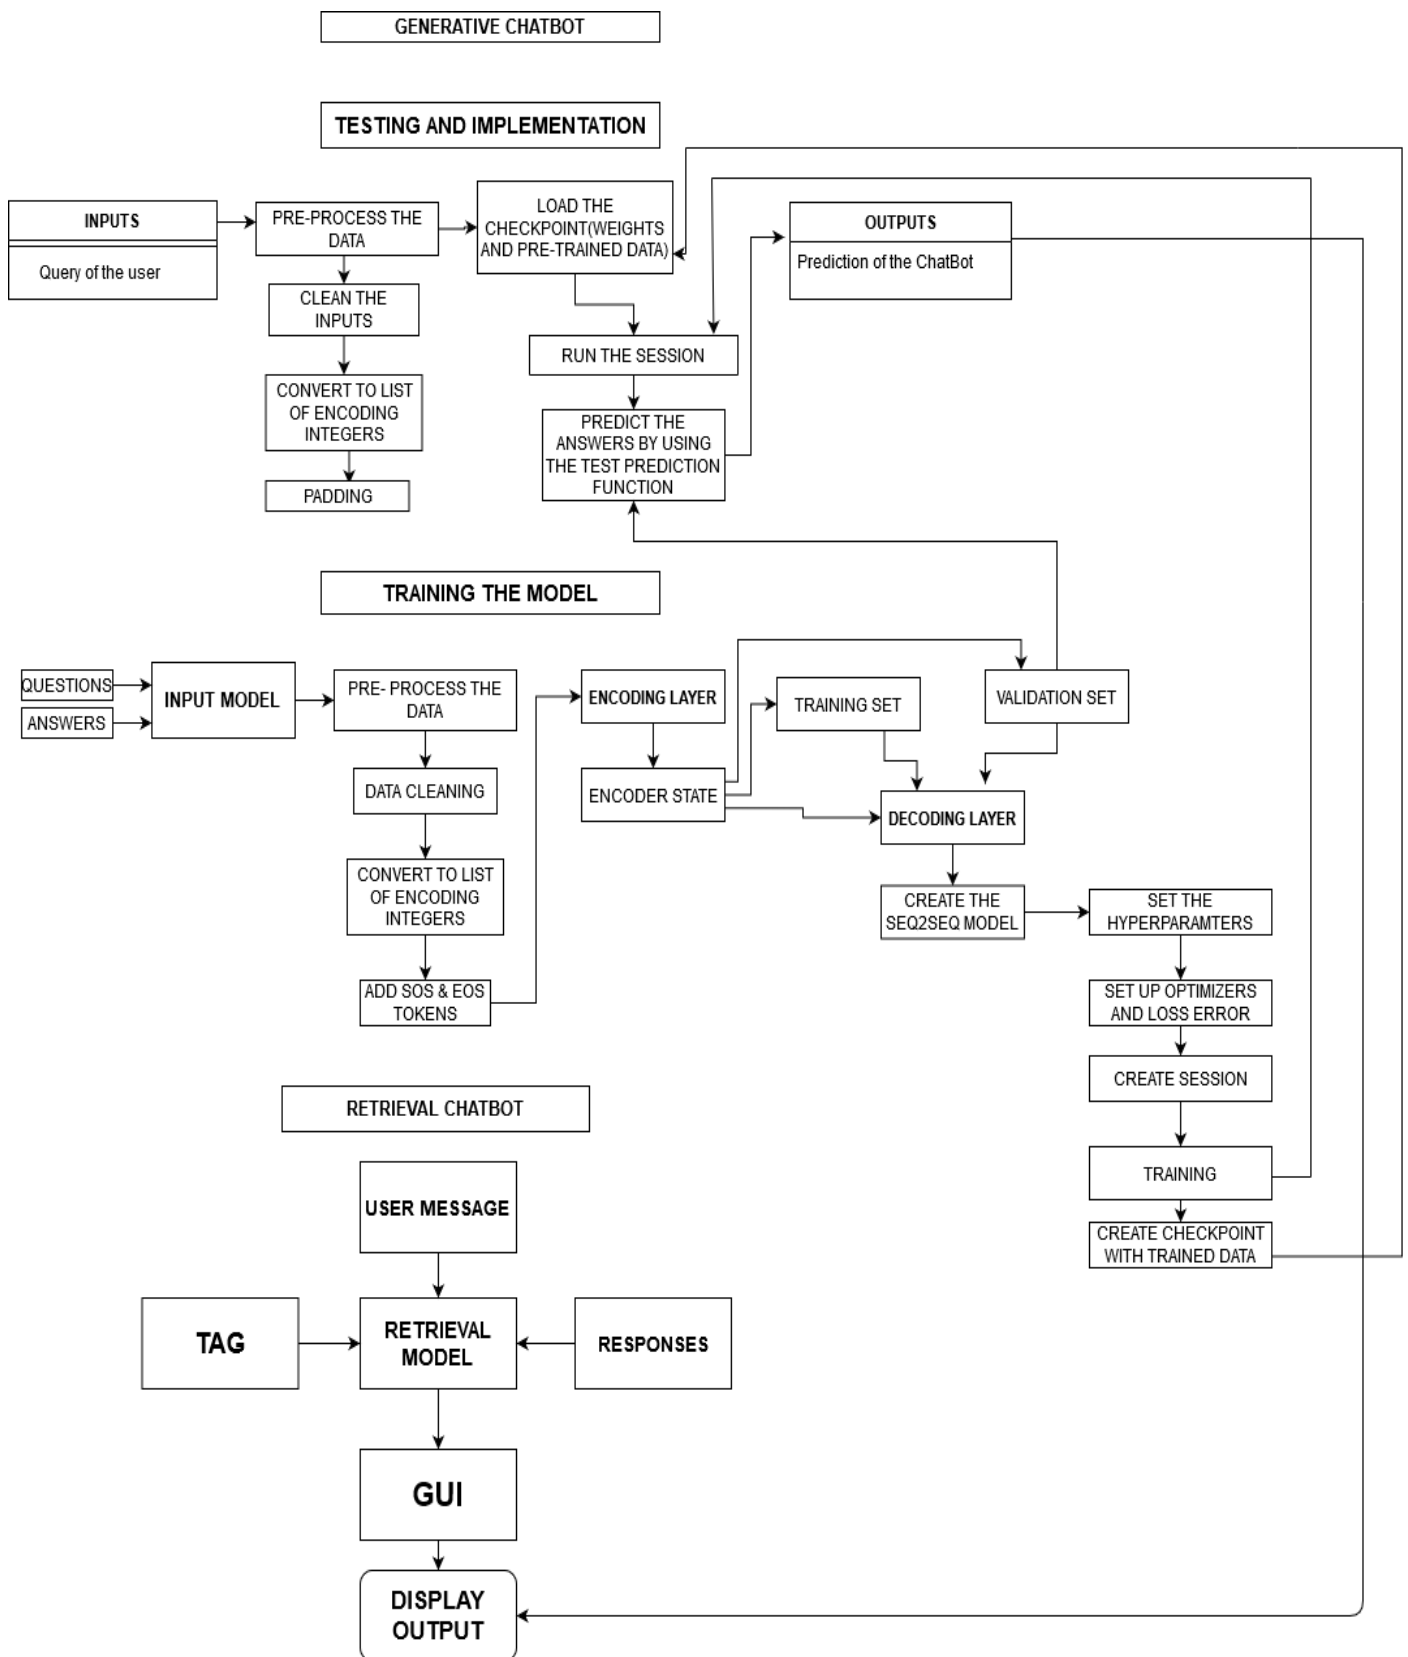 GENERATIVE CHATBOT
TESTING AND IMPLEMENTATION
INPUTS
Query of the user
PRE-PROCESS THE
DATA
CLEAN THE
INPUTS
CONVERT TO LIST
OF ENCODING
INTEGERS
PADDING
LOAD THE
CHECKPOINT(WEIGHTS
AND PRE-TRAINED DATA)
RUN THE SESSION
PREDICT THE
ANSWERS BY USING
THE TEST PREDICTION
FUNCTION
OUTPUTS
Prediction of the ChatBot
TRAINING THE MODEL
QUESTIONS
ANSWERS
INPUT MODEL
PRE- PROCESS THE
DATA
DATA CLEANING
CONVERT TO LIST
OF ENCODING
INTEGERS
ADD SOS & EOS
TOKENS
ENCODING LAYER
ENCODER STATE
TRAINING SET
VALIDATION SET
DECODING LAYER
CREATE THE
SEQ2SEQ MODEL
SET THE
HYPERPARAMTERS
SET UP OPTIMIZERS
AND LOSS ERROR
CREATE SESSION
TRAINING
CREATE CHECKPOINT
WITH TRAINED DATA
RETRIEVAL CHATBOT
USER MESSAGE
TAG
RETRIEVAL
MODEL
RESPONSES
GUI
DISPLAY
OUTPUT